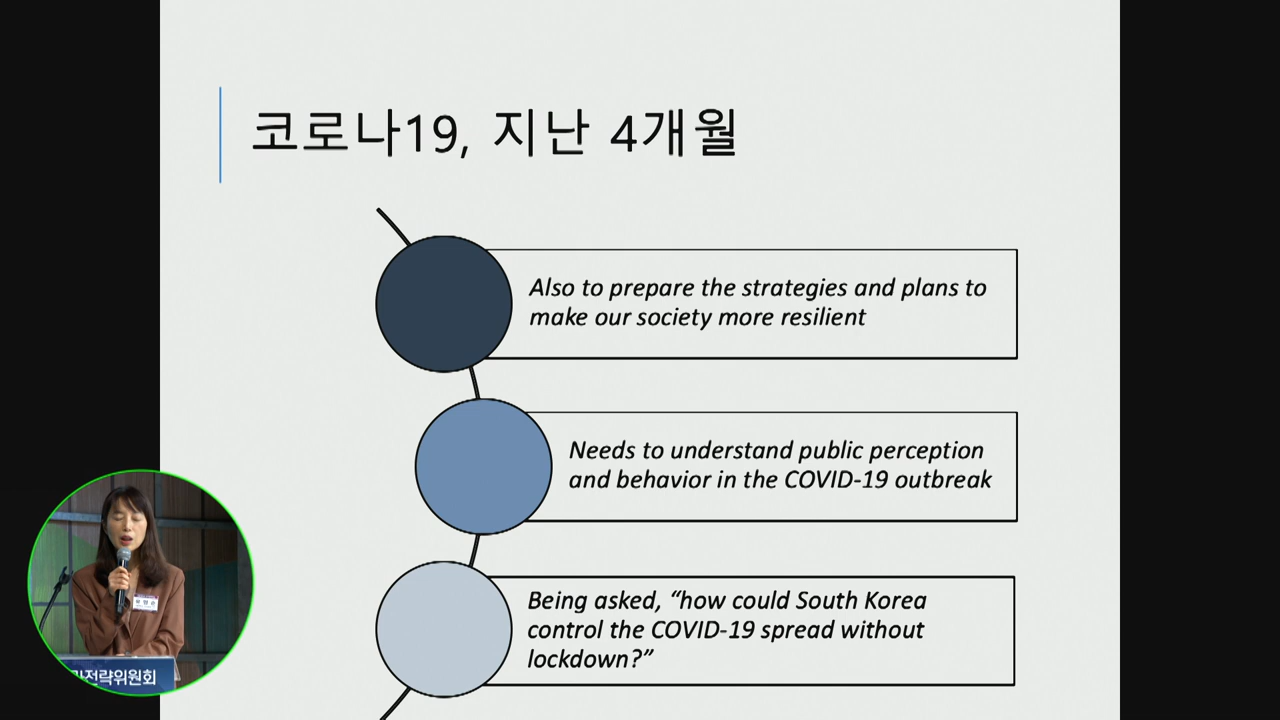 코로나19, 지난 4개월
Also to prepare the strategies and plans to
make our society more resilient
Needs to understand public perception
and behavior in the COVID-19 outbreak
Being asked, “how could South Korea
control the COVID-19 spread without
lockdown?”
전략위원회